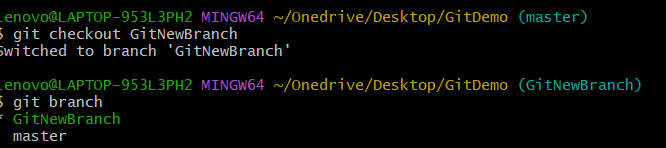 Lenovo@LAPTOP-953L3PH2 MINGW64 ~/Onedrive/Desktop/GitDemo (master)
$ git checkout GitNewBranch
Switched to branch 'GitNewBranch'
Lenovo@LAPTOP-953L3PH2 MINGW64 ~/Onedrive/Desktop/GitDemo (GitNewBranch)
$ git branch
* GitNewBranch
master